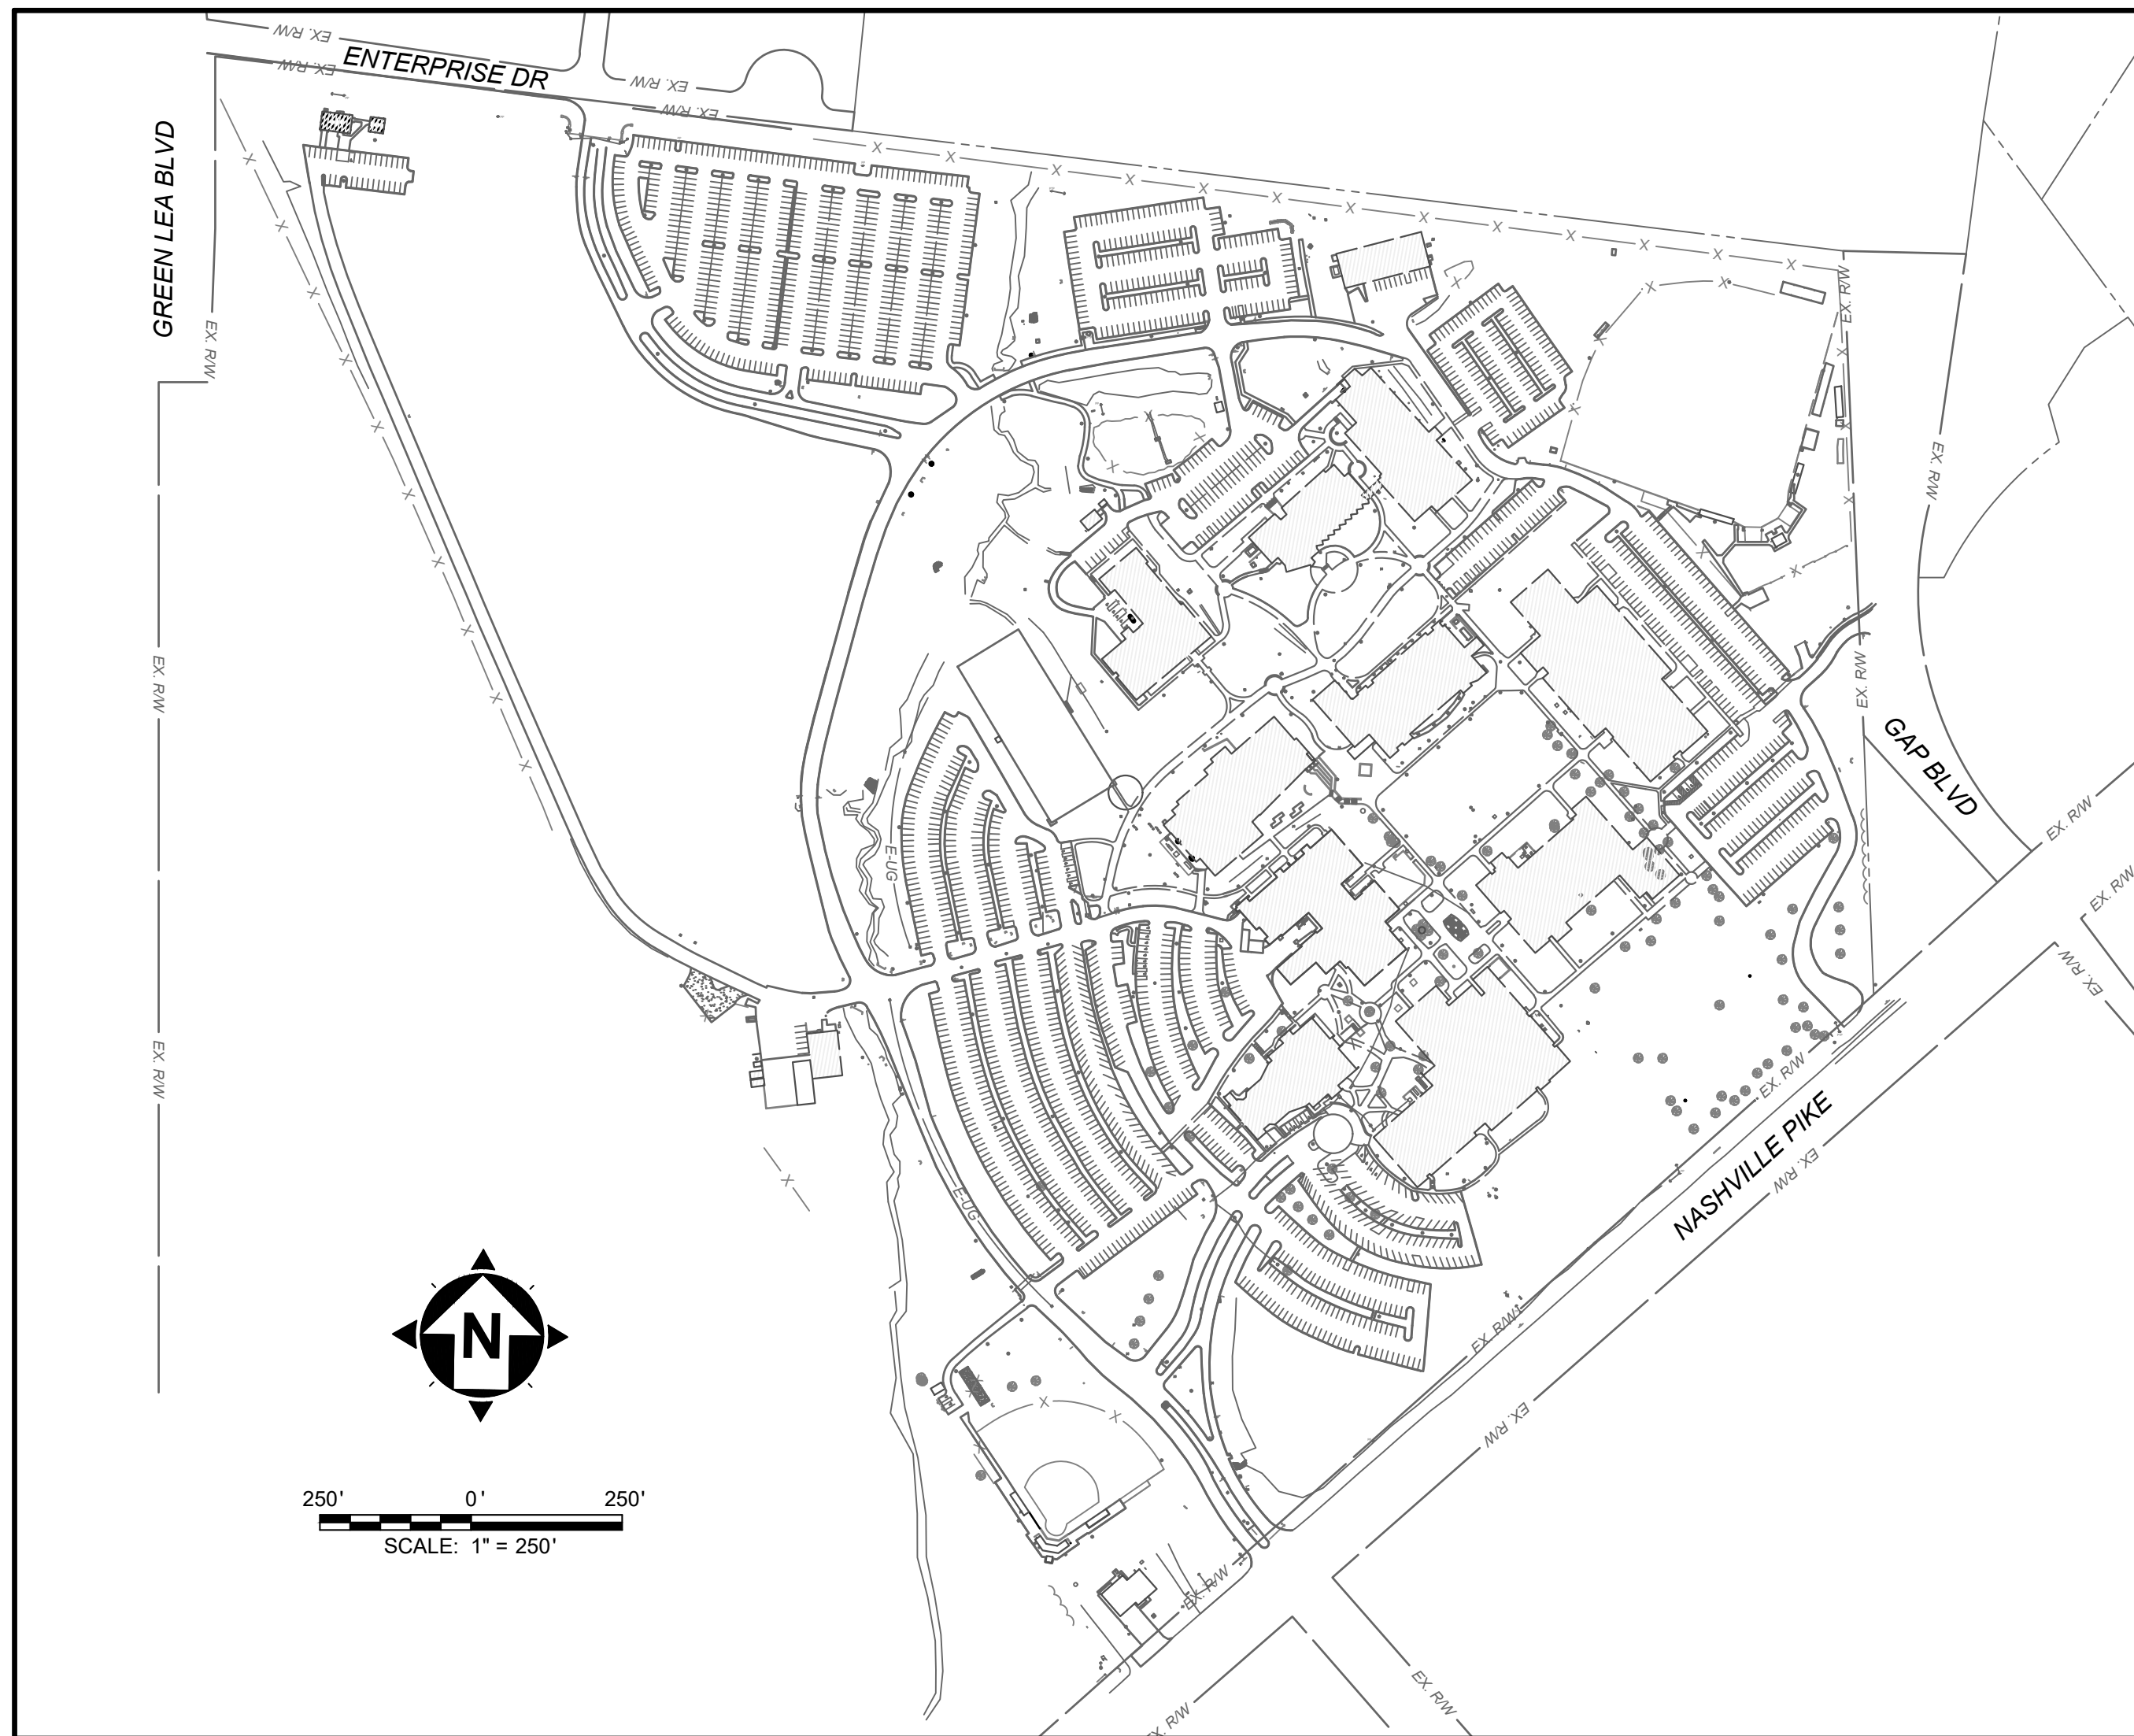 EX. R/W
ENTERPRISE DR
EX. R/W
EX. R/W
EX. R/W
GREEN LEA BLVD
EX. R/W
EX. R/W
EX. R/W
EX. R/W
EX. R/W
EX. R/W
E-UG
EX. R/W
GAP BLVD
EX. R/W
EX. R/W
EX. R/W
EX. R/W
NASHVILLE PIKE
EX. R/W
E-UG
N
EX. R/W
EX. R/W
250' 0' 250'
SCALE: 1" = 250'
EX. R/W
EX. R/W
EX. R/W